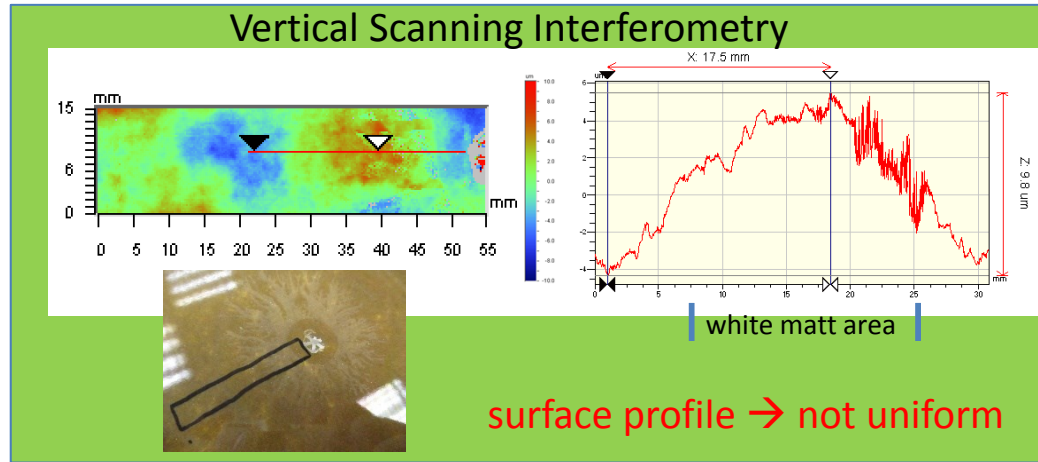 Vertical Scanning Interferometry
X: 17.5 mm
mm
15
6
0
mm
0 5 10 15 20 25 30 35 40 45 50 55
um
10.0
8.0
6.0
4.0
2.0
0.0
-2.0
-4.0
-6.0
-8.0
-10.0
um
6
4
2
0
-2
-4
0 5 10 15 20 25 30
mm
Z: 9.8 um
white matt area
surface profile → not uniform